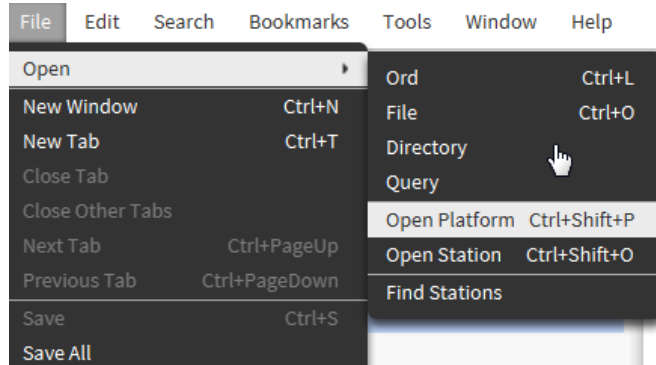 File Edit Search Bookmarks Tools Window Help
Open
New Window Ctrl+N
New Tab Ctrl+T
Close Tab
Close Other Tabs
Next Tab Ctrl+PageUp
Previous Tab Ctrl+PageDown
Save Ctrl+S
Save All
Ord Ctrl+L
File Ctrl+O
Directory
Query
Open Platform Ctrl+Shift+P
Open Station Ctrl+Shift+O
Find Stations